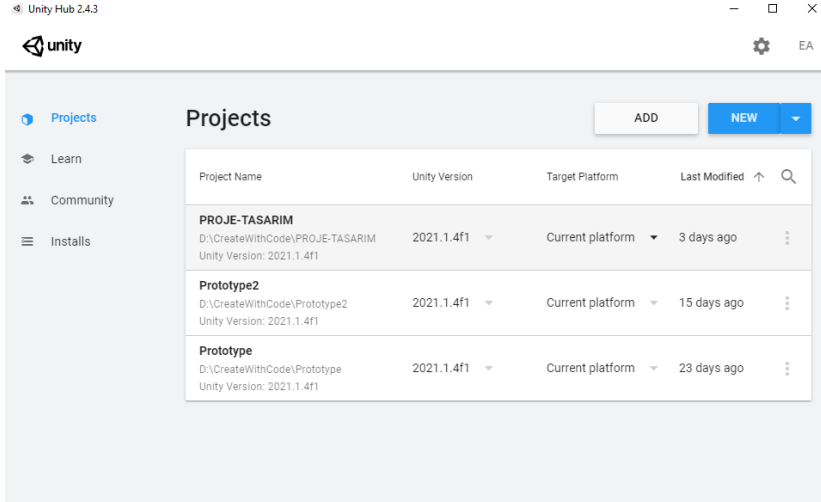 Unity Hub 2.4.3
unity
EA
Projects
Learn
Community
Installs
Projects
ADD
NEW
Project Name Unity Version Target Platform Last Modified
PROJE-TASARIM
D:\CreateWithCode\PROJE-TASARIM
Unity Version: 2021.1.4f1
2021.1.4f1 Current platform 3 days ago
Prototype2
D:\CreateWithCode\Prototype2
Unity Version: 2021.1.4f1
2021.1.4f1 Current platform 15 days ago
Prototype
D:\CreateWithCode\Prototype
Unity Version: 2021.1.4f1
2021.1.4f1 Current platform 23 days ago